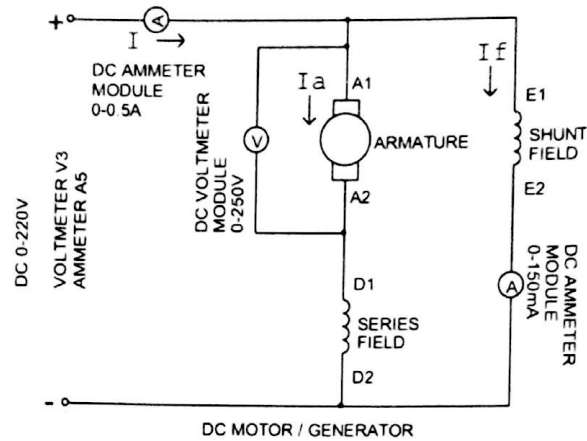 +
A
I
DC AMMETER
MODULE
0-0.5A
DC VOLTMETER
MODULE
0-250V
V
Ia
A1
ARMATURE
A2
If
E1
SHUNT
FIELD
E2
DC AMMETER
MODULE
0-150mA
A
DC 0-220V
VOLTMETER V3
AMMETER A5
D1
SERIES
FIELD
D2
-
DC MOTOR / GENERATOR